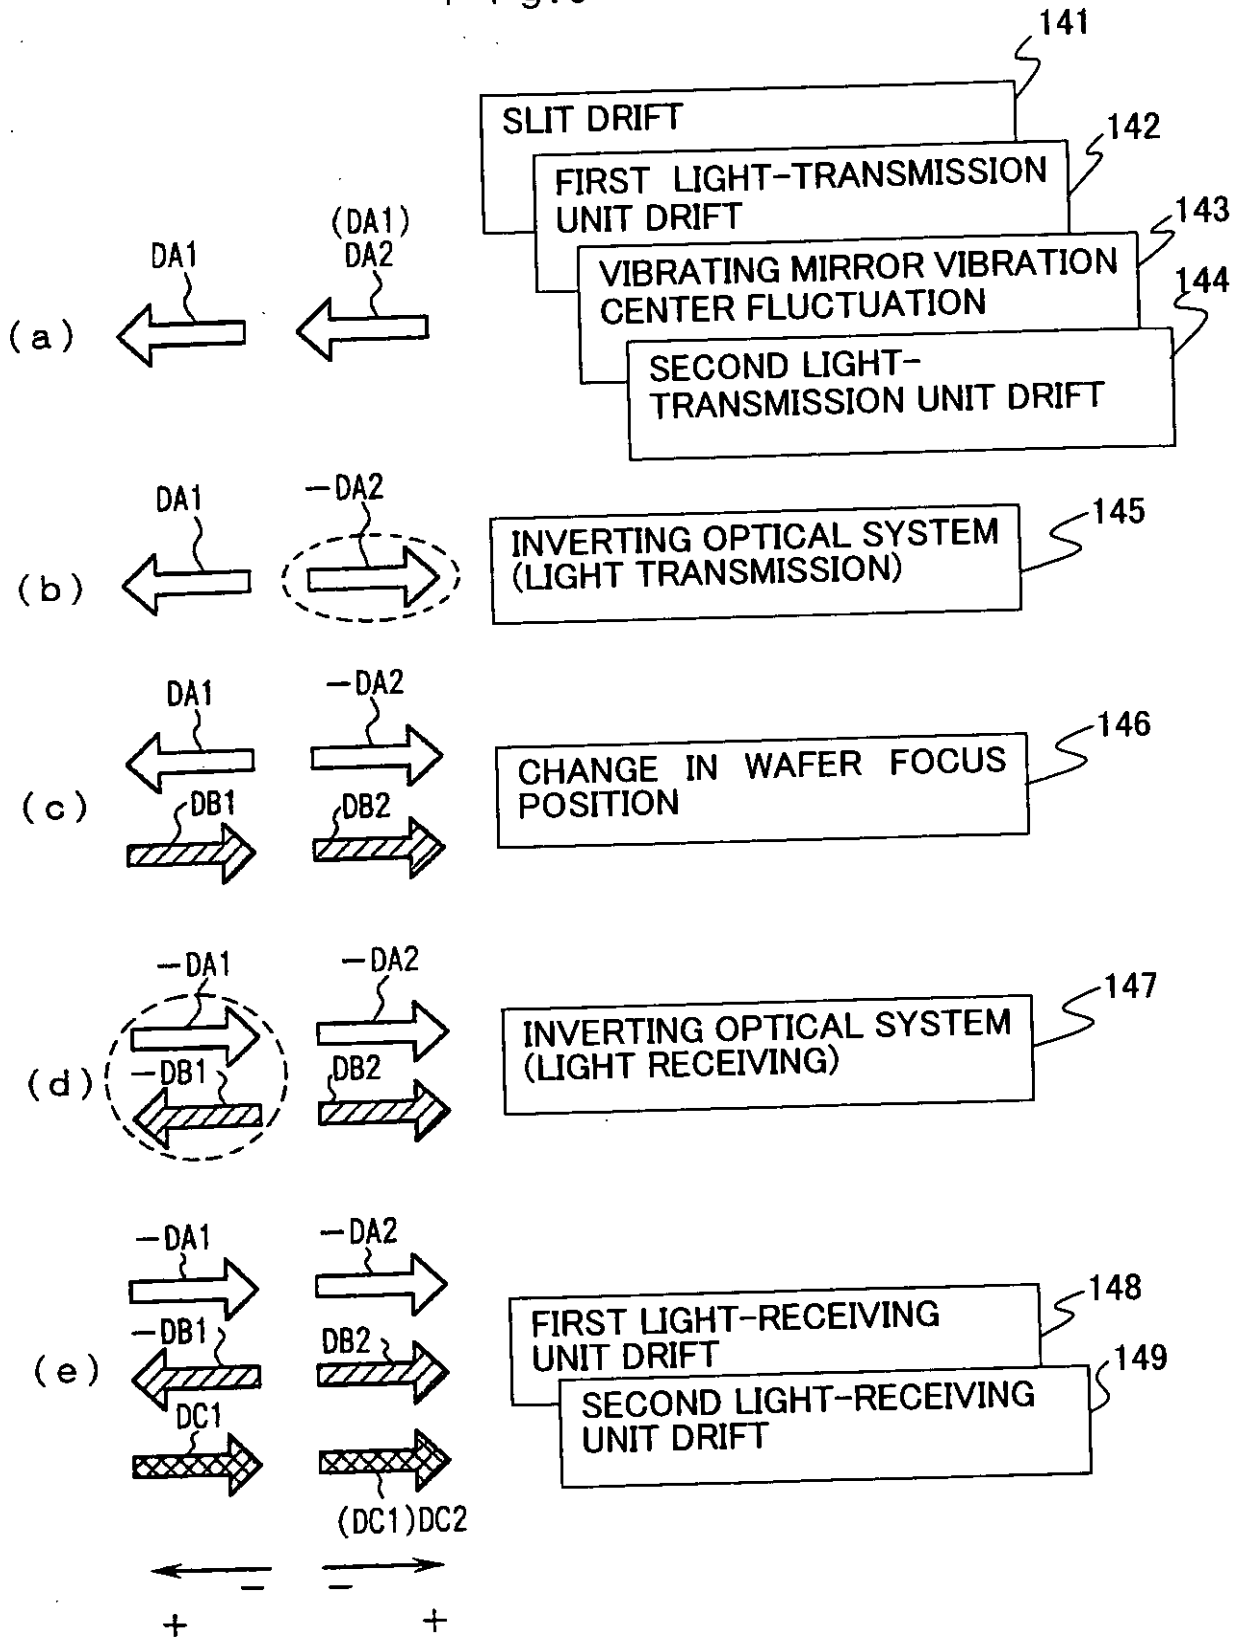 141
SLIT DRIFT
142
FIRST LIGHT-TRANSMISSION
UNIT DRIFT
143
VIBRATING MIRROR VIBRATION
CENTER FLUCTUATION
144
SECOND LIGHT-
TRANSMISSION UNIT DRIFT
(a)
DA1
(DA1)
DA2
(b)
DA1
-DA2
INVERTING OPTICAL SYSTEM
(LIGHT TRANSMISSION)
145
(c)
DA1
-DA2
DB1
DB2
CHANGE IN WAFER FOCUS
POSITION
146
(d)
-DA1
-DA2
-DB1
DB2
INVERTING OPTICAL SYSTEM
(LIGHT RECEIVING)
147
(e)
-DA1
-DA2
-DB1
DB2
DC1
(DC1)DC2
FIRST LIGHT-RECEIVING
UNIT DRIFT
148
SECOND LIGHT-RECEIVING
UNIT DRIFT
149
- -
+ +